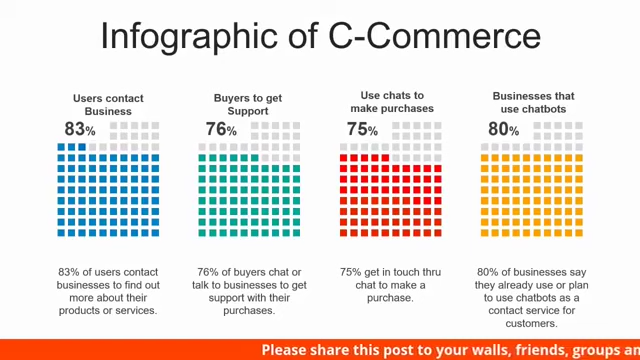 Infographic of C-Commerce
Users contact
Business
83%
83% of users contact
businesses to find out
more about their
products or services.
Buyers to get
Support
76%
76% of buyers chat or
talk to businesses to get
support with their
purchases.
Use chats to
make purchases
75%
75% get in touch thru
chat to make a
purchase.
Businesses that
use chatbots
80%
80% of businesses say
they already use or plan
to use chatbots as a
contact service for
customers.
Please share this post to your walls, friends, groups an